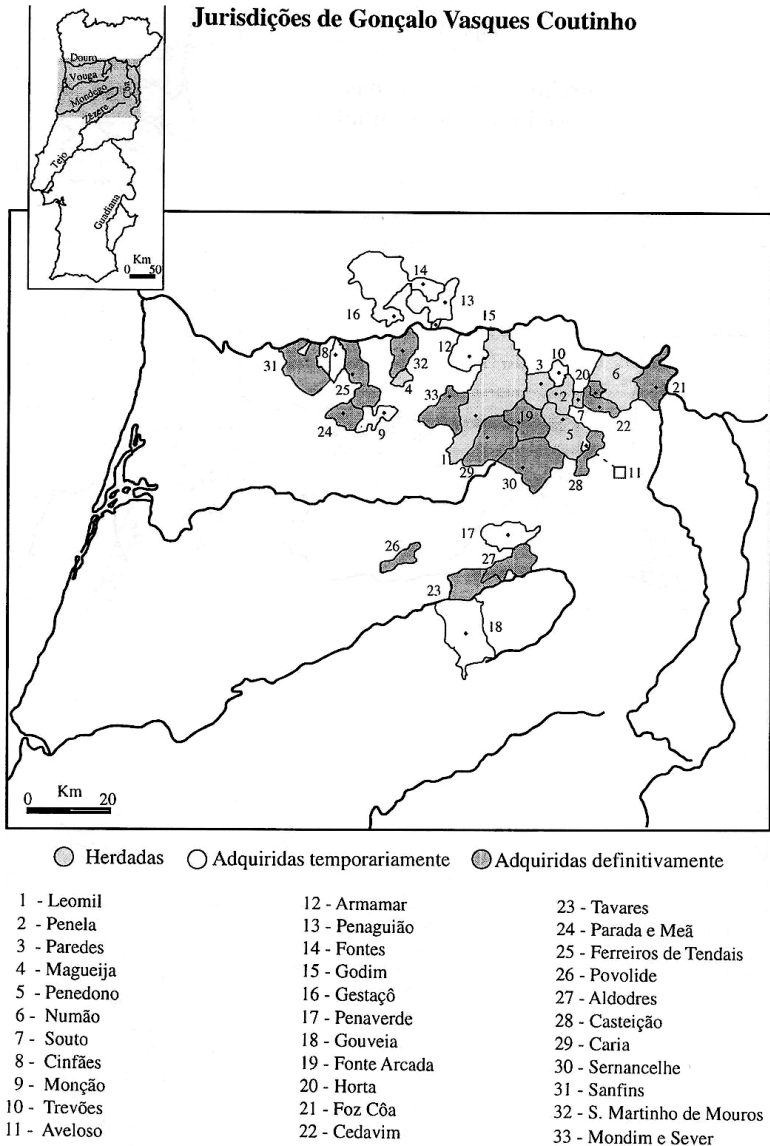 Jurisdições de Gonçalo Vasques Coutinho
Douro
Vouga
Côa
Mondego
Zêzere
Tejo
Guadiana
Km
0 50
14
13
16
15
12
10
31
8
32
3
20
6
25
4
33
2
21
7
22
24
9
19
5
1
29
28
11
30
17
26
27
23
18
Km
0 20
Herdadas Adquiridas temporariamente Adquiridas definitivamente
1 - Leomil
2 - Penela
3 - Paredes
4 - Magueija
5 - Penedono
6 - Numão
7 - Souto
8 - Cinfães
9 - Monção
10 - Trevões
11 - Aveloso
12 - Armamar
13 - Penaguião
14 - Fontes
15 - Godim
16 - Gestaçô
17 - Penaverde
18 - Gouveia
19 - Fonte Arcada
20 - Horta
21 - Foz Côa
22 - Cedavim
23 - Tavares
24 - Parada e Meã
25 - Ferreiros de Tendais
26 - Povolide
27 - Aldodres
28 - Casteição
29 - Caria
30 - Sernancelhe
31 - Sanfins
32 - S. Martinho de Mouros
33 - Mondim e Sever